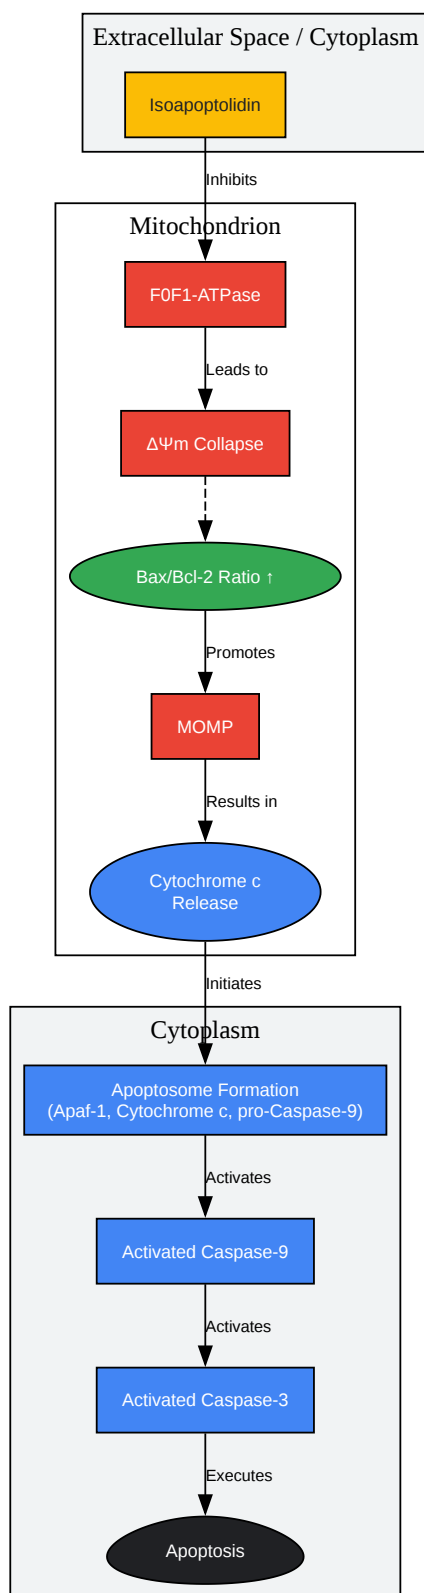 Extracellular Space / Cytoplasm
Isoapoptolidin
Inhibits
Mitochondrion
F0F1-ATPase
Leads to
ΔΨm Collapse
Bax/Bcl-2 Ratio ↑
Promotes
MOMP
Results in
Cytochrome c
Release
Initiates
Cytoplasm
Apoptosome Formation
(Apaf-1, Cytochrome c, pro-Caspase-9)
Activates
Activated Caspase-9
Activates
Activated Caspase-3
Executes
Apoptosis